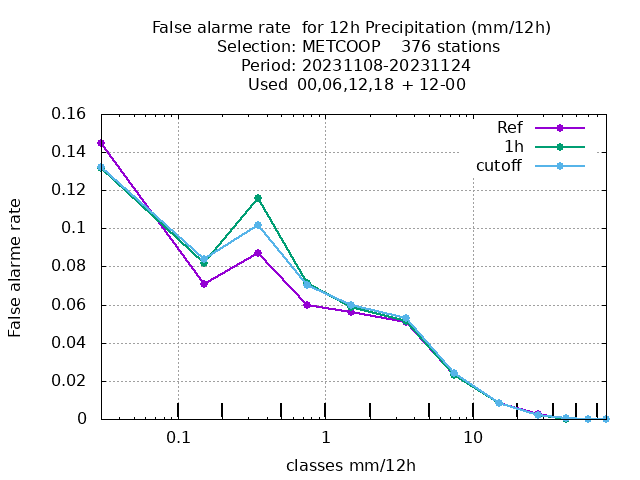 False alarme rate  for 12h Precipitation (mm/12h)
Selection: METCOOP    376 stations
Period: 20231108-20231124
Used  00,06,12,18  + 12-00
Ref
1h
cutoff
0.16
0.14
0.12
0.1
0.08
0.06
0.04
0.02
0
False alarme rate
0.1
1
10
classes mm/12h